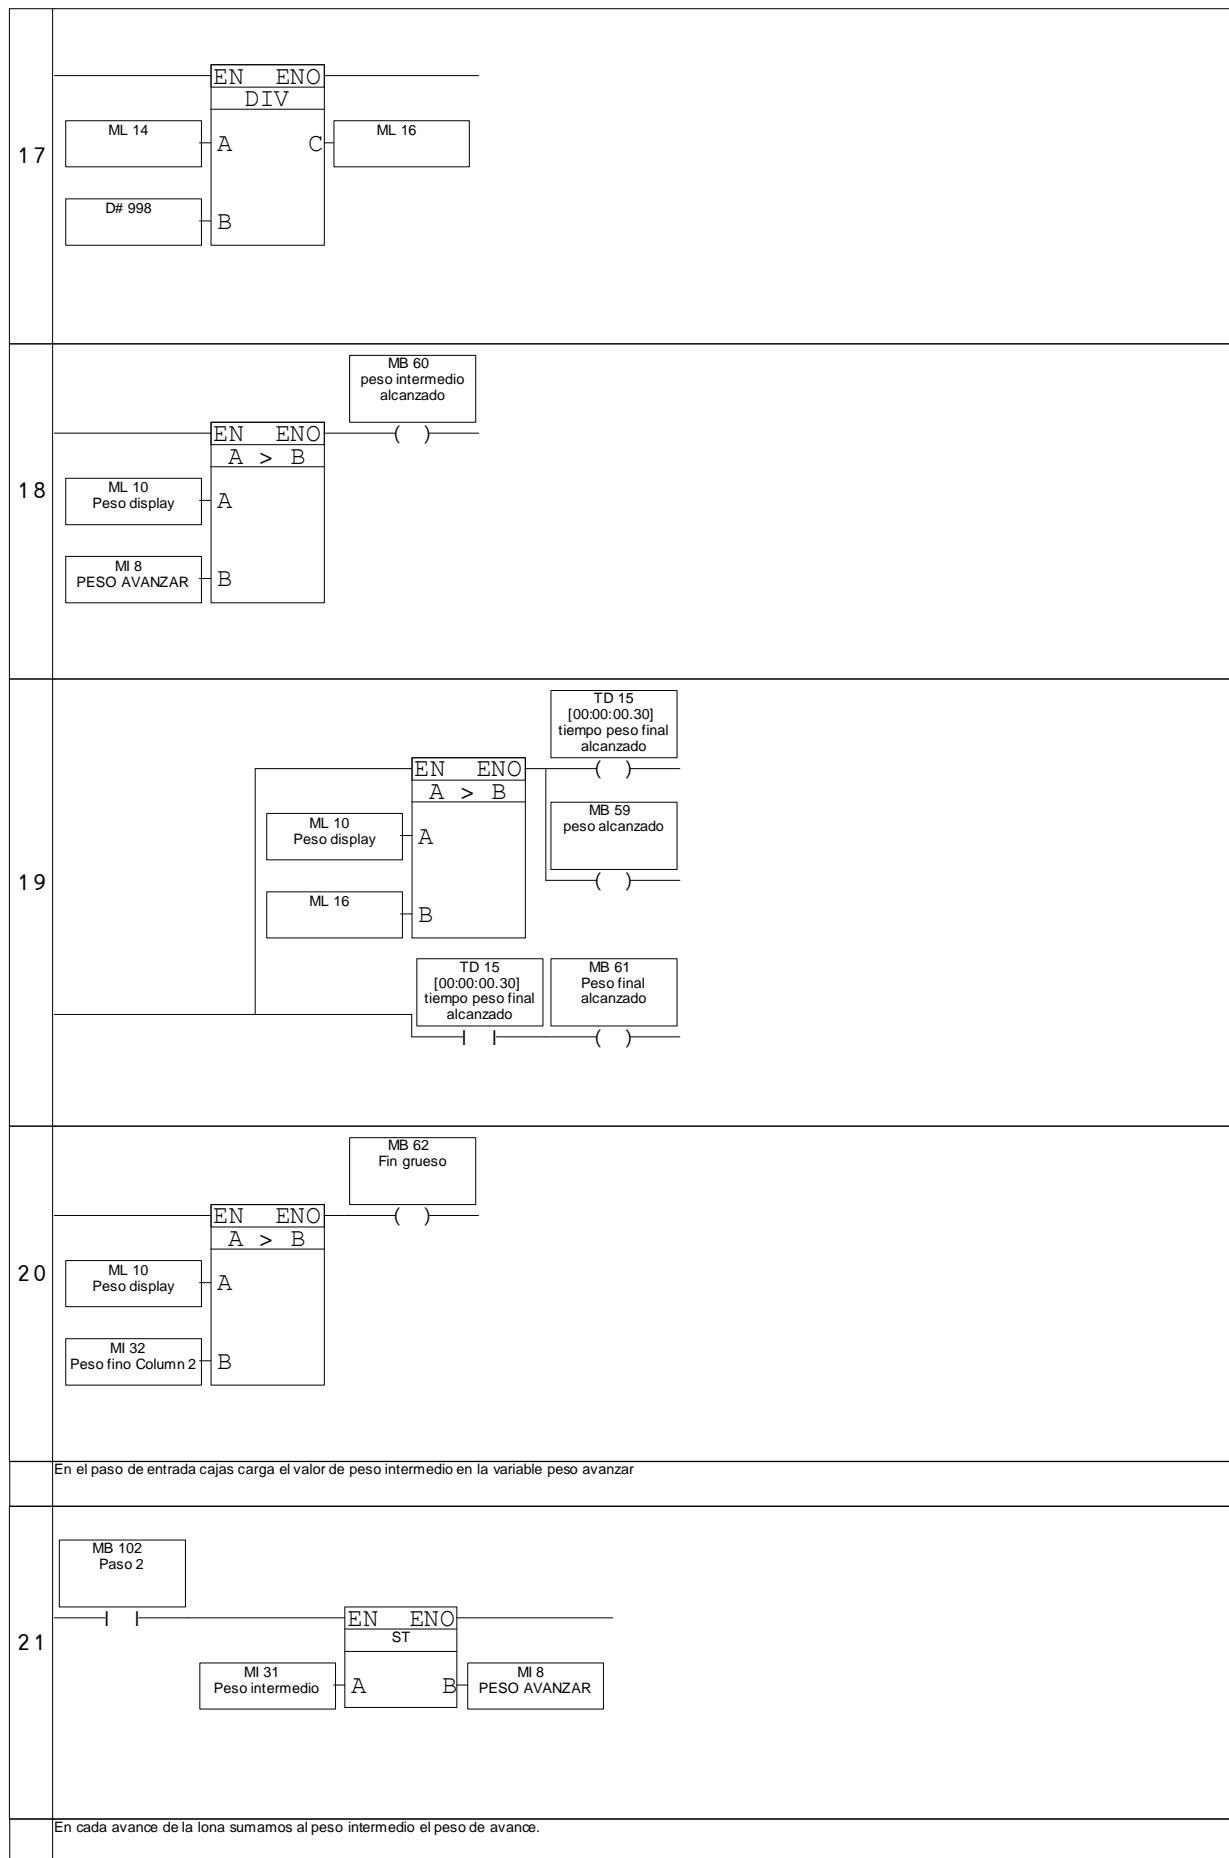 17
EN ENO
DIV
ML 14
A
C
ML 16
D# 998
B
18
MB 60
peso intermedio
alcanzado
( )
EN ENO
A > B
ML 10
Peso display
A
MI 8
PESO AVANZAR
B
19
TD 15
[00:00:00.30]
tiempo peso final
alcanzado
( )
EN ENO
A > B
MB 59
peso alcanzado
( )
ML 10
Peso display
A
ML 16
B
TD 15
[00:00:00.30]
tiempo peso final
alcanzado
MB 61
Peso final
alcanzado
( )
20
MB 62
Fin grueso
( )
EN ENO
A > B
ML 10
Peso display
A
MI 32
Peso fino Column 2
B
En el paso de entrada cajas carga el valor de peso intermedio en la variable peso avanzar
21
MB 102
Paso 2
EN ENO
ST
MI 31
Peso intermedio
A
B
MI 8
PESO AVANZAR
En cada avance de la lona sumamos al peso intermedio el peso de avance.